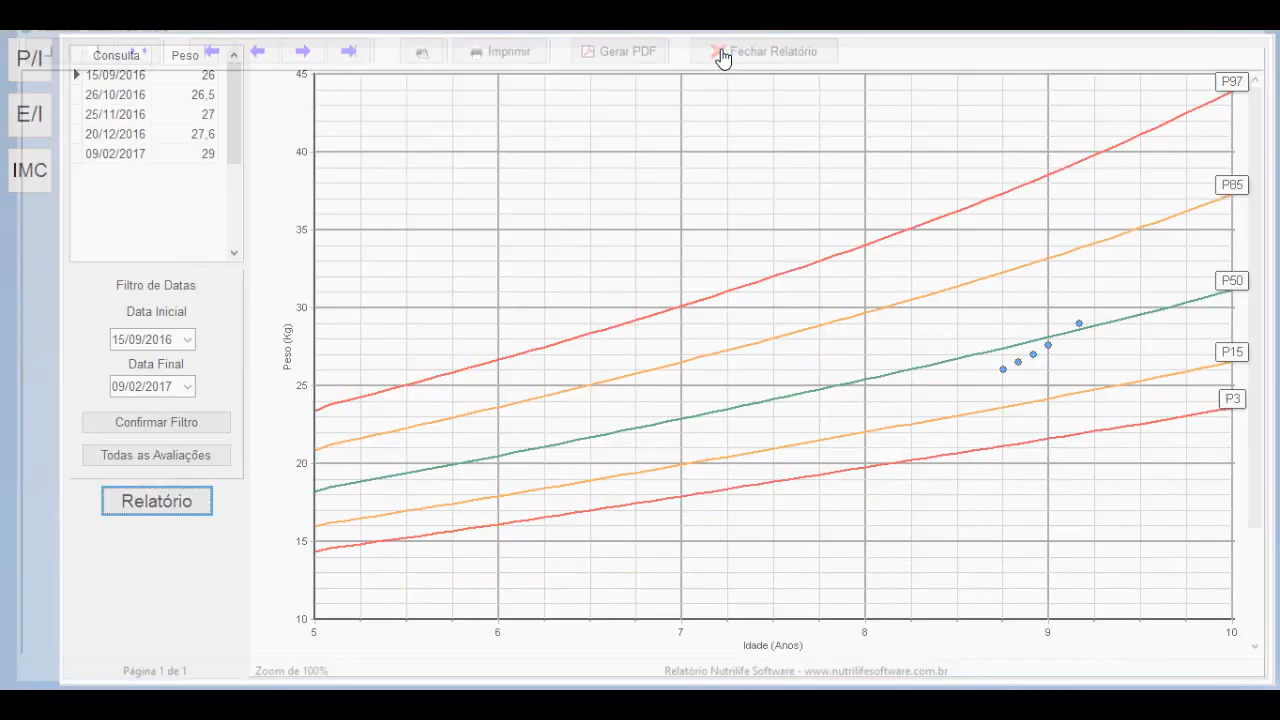 Imprimir
Gerar PDF
Fechar Relatório
P/I
E/I
IMC
Consulta Peso
15/09/2016 26
26/10/2016 26,5
25/11/2016 27
20/12/2016 27,6
09/02/2017 29
Filtro de Datas
Data Inicial
15/09/2016
Data Final
09/02/2017
Confirmar Filtro
Todas as Avaliações
Relatório
Peso (Kg)
45
40
35
30
25
20
15
10
5 6 7 8 9 10
Idade (Anos)
P97
P85
P50
P15
P3
Página 1 de 1
Zoom de 100%
Relatório Nutrilife Software - www.nutrilifesoftware.com.br